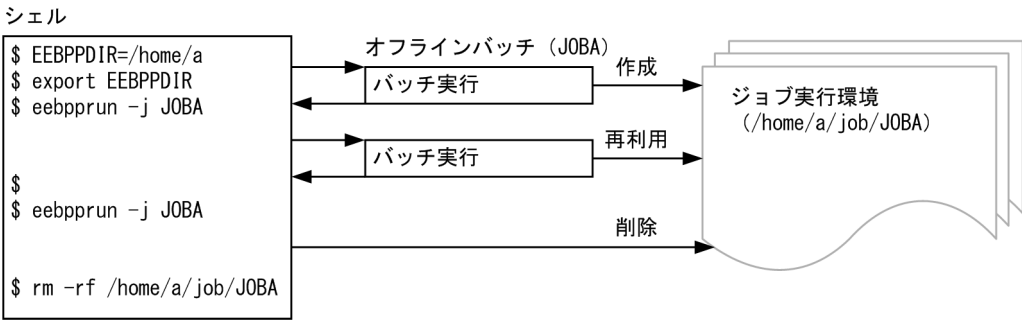 シェル
$ EEBPPDIR=/home/a
$ export EEBPPDIR
$ eebpprun -j JOBA
$
$ eebpprun -j JOBA
$ rm -rf /home/a/job/JOBA
オフラインバッチ（JOBA）
バッチ実行
作成
バッチ実行
再利用
削除
ジョブ実行環境
（/home/a/job/JOBA）